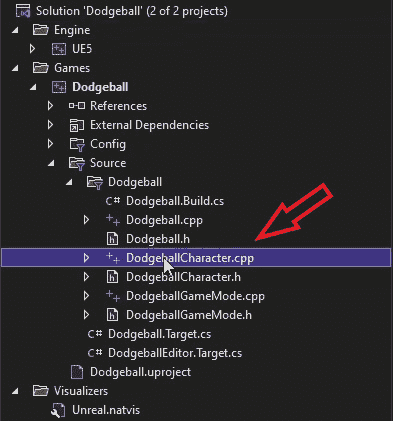 Solution 'Dodgeball' (2 of 2 projects)
Engine
UE5
Games
Dodgeball
References
External Dependencies
Config
Source
Dodgeball
C# Dodgeball.Build.cs
++ Dodgeball.cpp
h Dodgeball.h
++ DodgeballCharacter.cpp
h DodgeballCharacter.h
++ DodgeballGameMode.cpp
h DodgeballGameMode.h
C# Dodgeball.Target.cs
C# DodgeballEditor.Target.cs
Dodgeball.uproject
Visualizers
Unreal.natvis